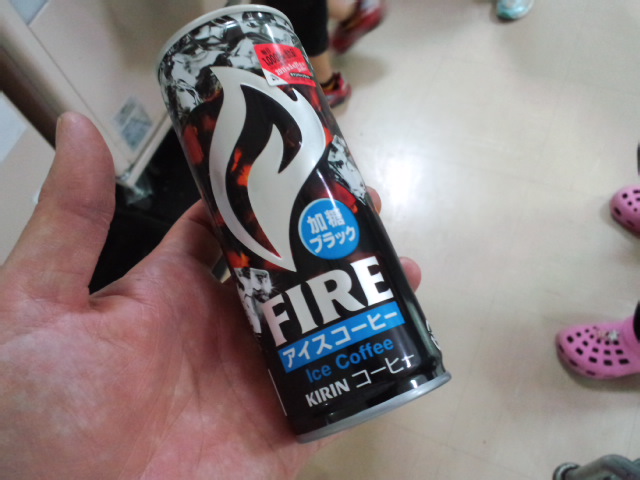 加糖
ブラック
FIRE
アイスコーヒー
Ice Coffee
KIRIN コーヒー